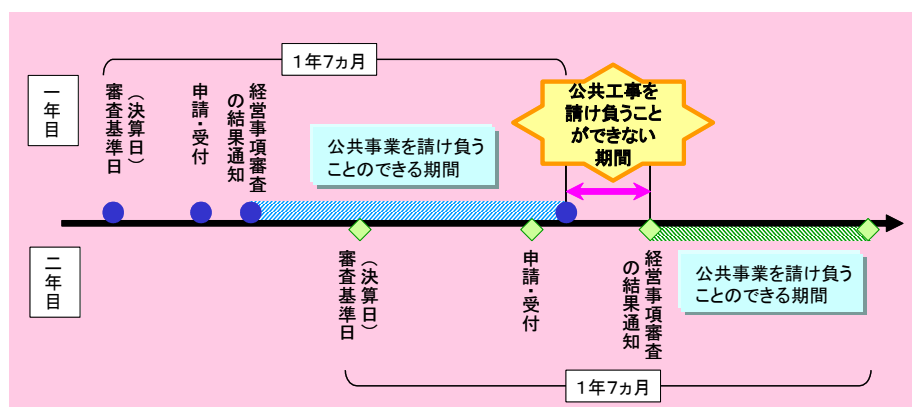 1年7ヵ月
一年目
審査基準日
（決算日）
申請・受付
経営事項審査
の結果通知
公共事業を請け負う
ことのできる期間
公共工事を
請け負うこと
ができない
期間
二年目
審査基準日
（決算日）
申請・受付
経営事項審査
の結果通知
公共事業を請け負う
ことのできる期間
1年7ヵ月